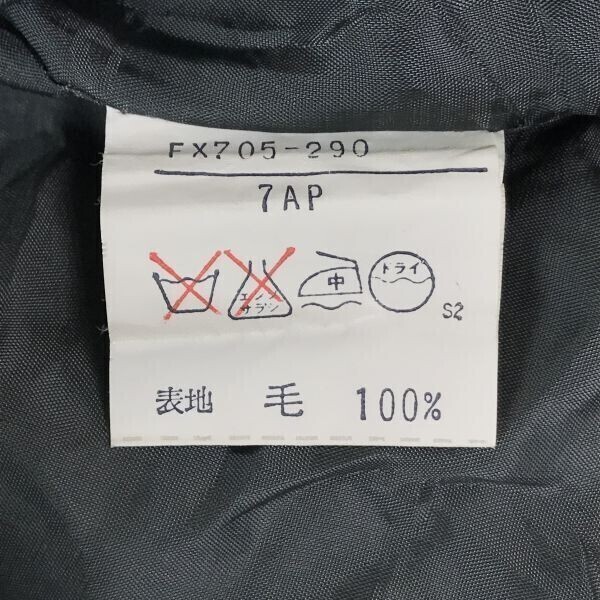 FX705-290
7AP
エンソ
サラシ
中
ドライ
S2
表地 毛 100%